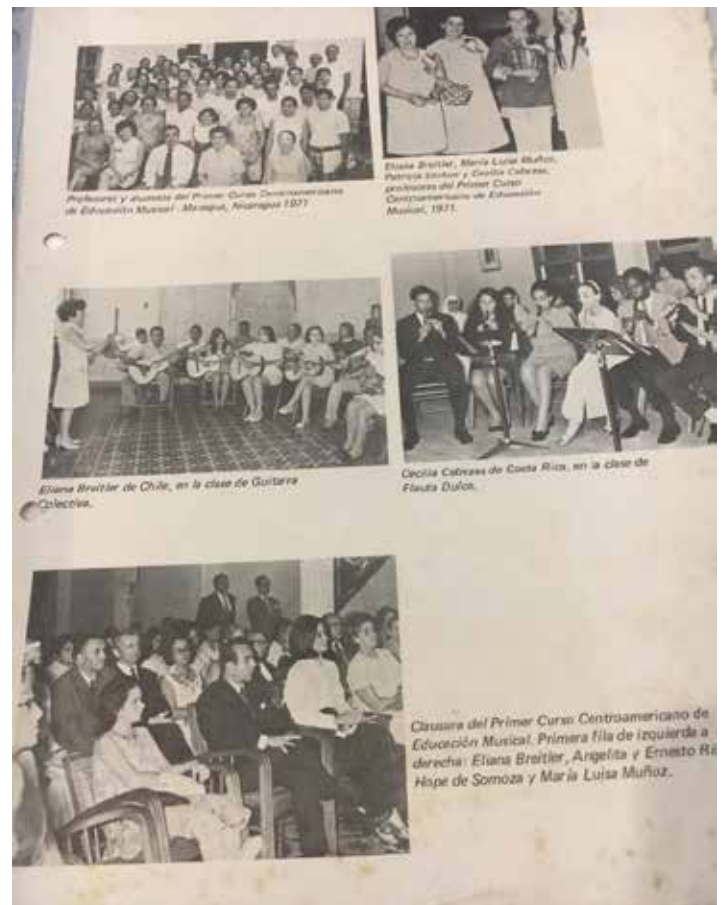 Profesores y alumnos del Primer Curso Centroamericano
de Educación Musical - Managua, Nicaragua 1971
Eliana Breitler, María Luisa Muñoz,
Patricia y Cecilia Cabezas,
profesoras del Primer Curso
Centroamericano de Educación
Musical, 1971.
Eliana Breitler de Chile, en la clase de Guitarra
Colectiva.
Cecilia Cabezas de Costa Rica, en la clase de
Flauta Dulce.
Clausura del Primer Curso Centroamericano de
Educación Musical. Primera fila de izquierda a
derecha: Eliana Breitler, Angelita y Ernesto
Hope de Somoza y María Luisa Muñoz.